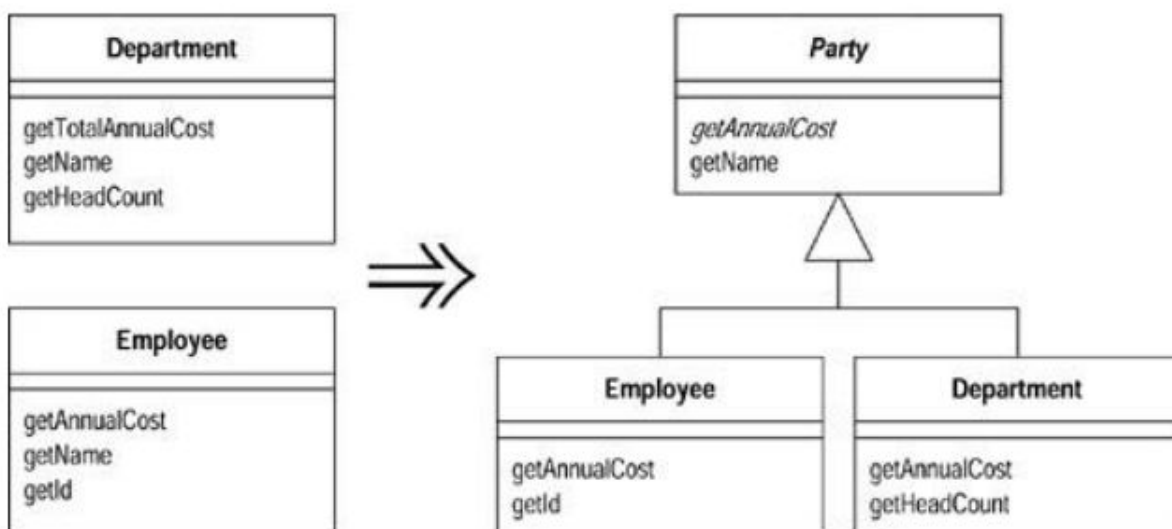 Department
getTotalAnnualCost
getName
getHeadCount
Employee
getAnnualCost
getName
getId
Party
getAnnualCost
getName
Employee
getAnnualCost
getId
Department
getAnnualCost
getHeadCount